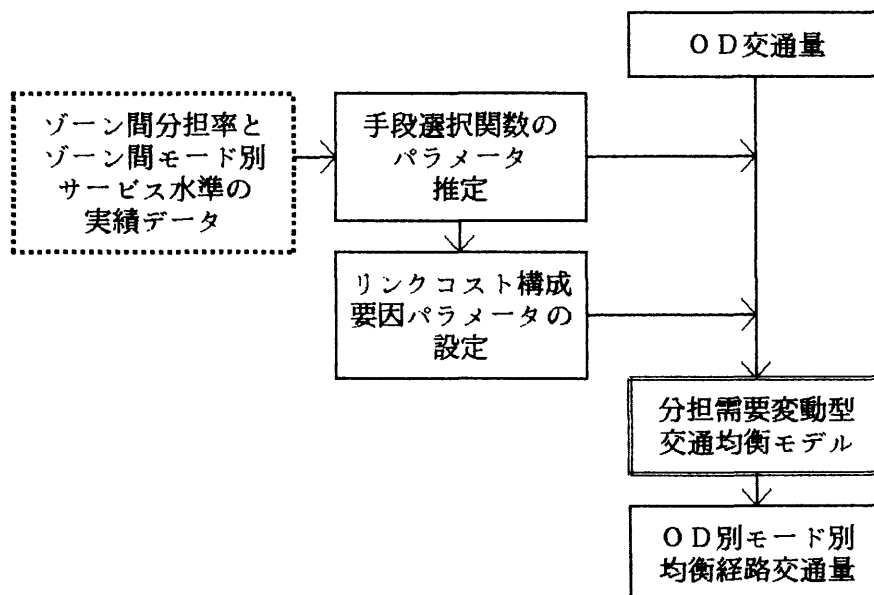 ＯＤ交通量
ゾーン間分担率と
ゾーン間モード別
サービス水準の
実績データ
手段選択関数の
パラメータ
推定
リンクコスト構成
要因パラメータの
設定
分担需要変動型
交通均衡モデル
ＯＤ別モード別
均衡経路交通量